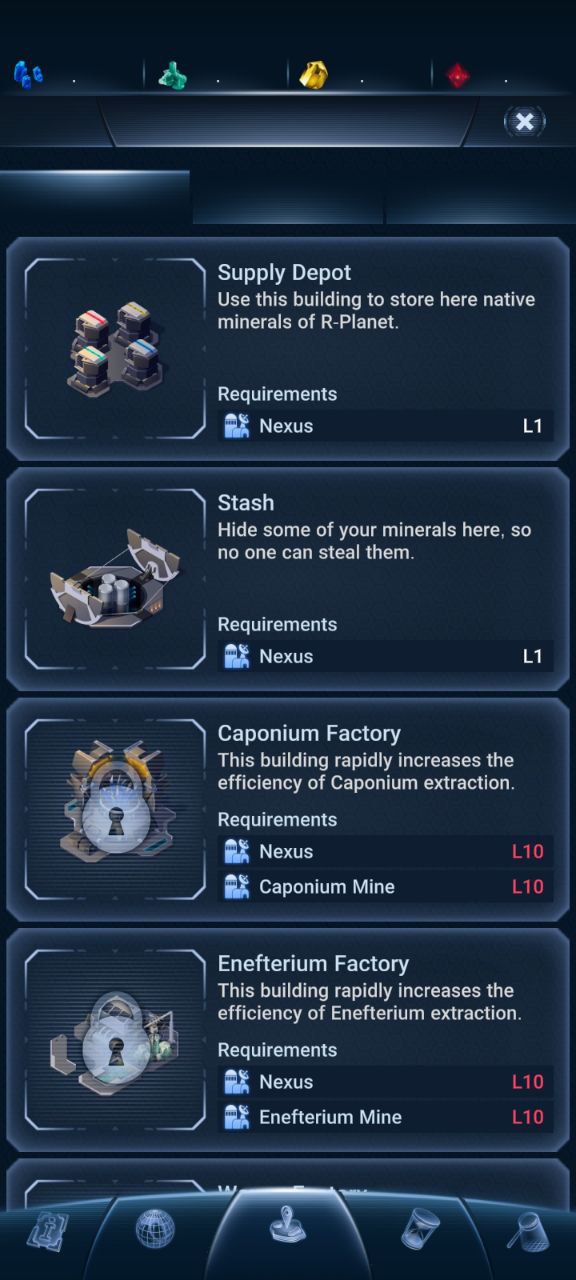 Supply Depot
Use this building to store here native
minerals of R-Planet.
Requirements
Nexus L1
Stash
Hide some of your minerals here, so
no one can steal them.
Requirements
Nexus L1
Caponium Factory
This building rapidly increases the
efficiency of Caponium extraction.
Requirements
Nexus L10
Caponium Mine L10
Enefterium Factory
This building rapidly increases the
efficiency of Enefterium extraction.
Requirements
Nexus L10
Enefterium Mine L10